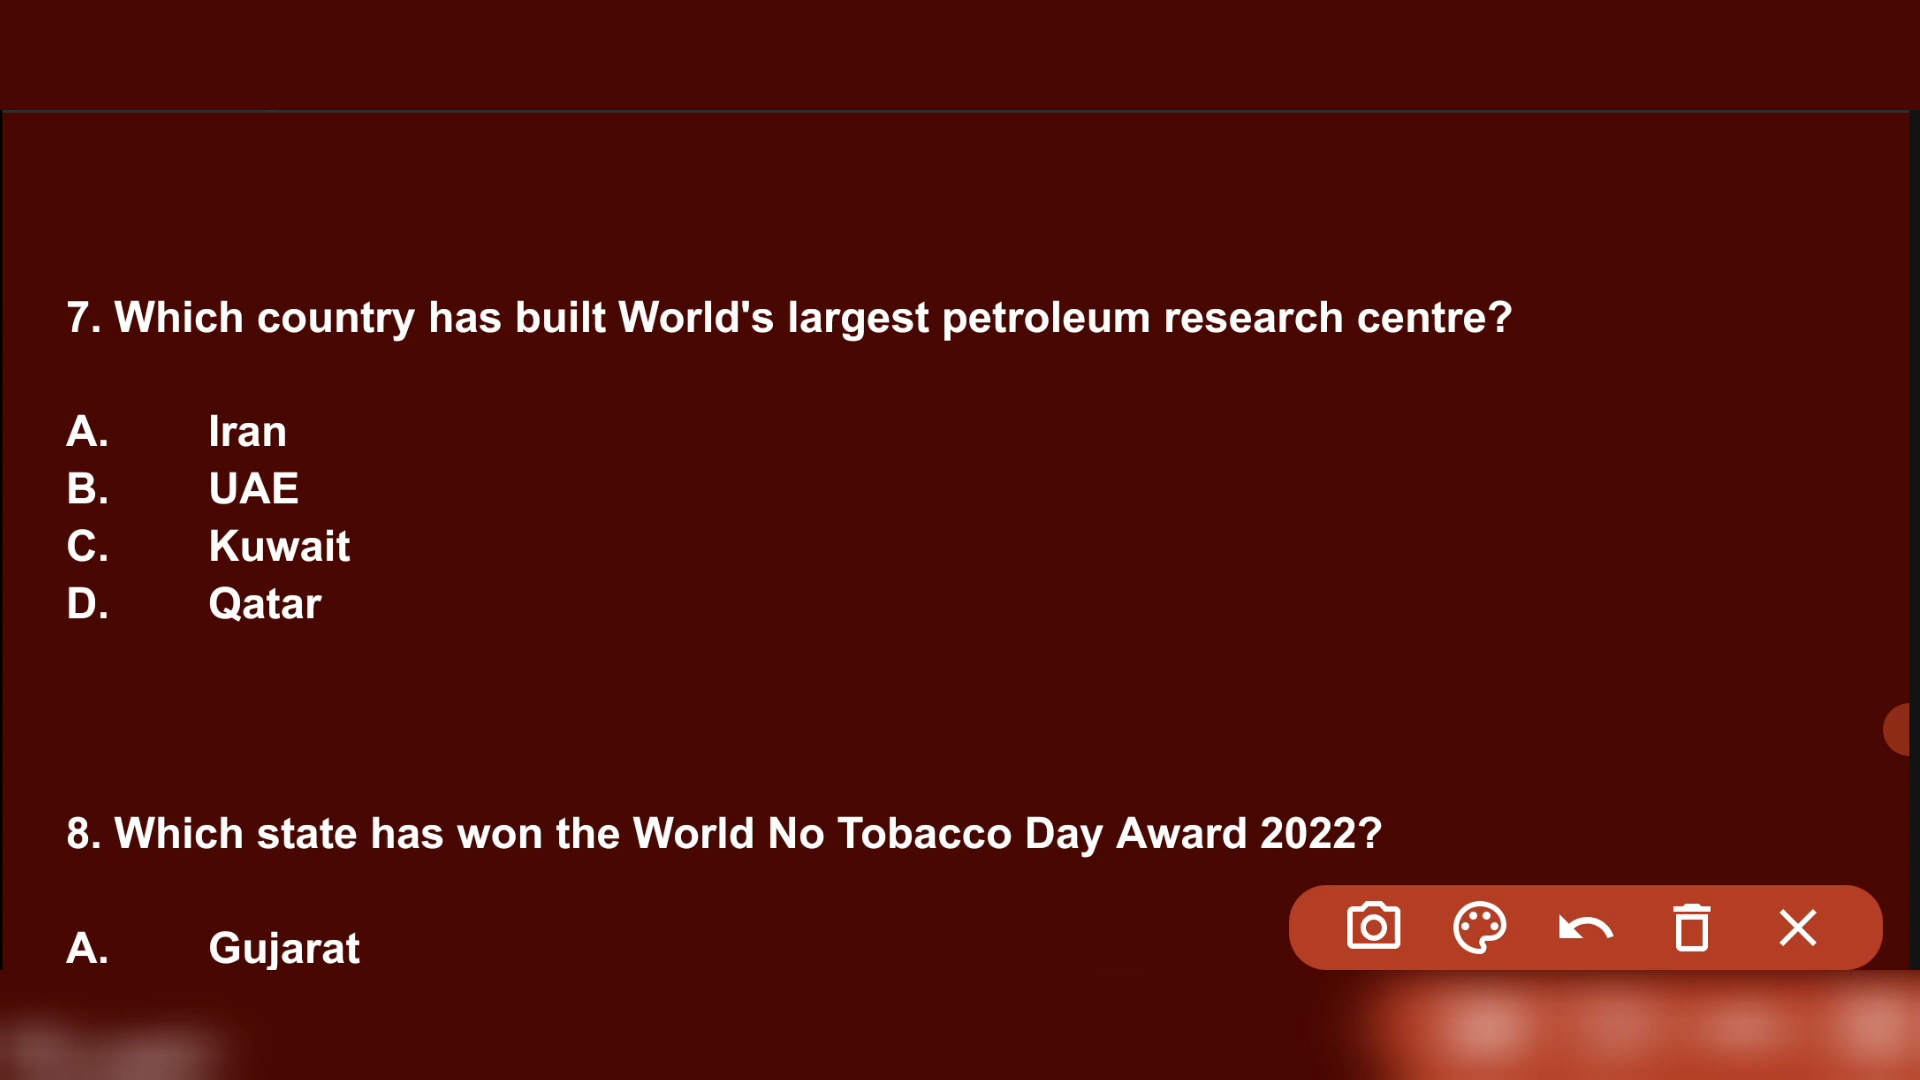 7. Which country has built World's largest petroleum research centre?
A. Iran
B. UAE
C. Kuwait
D. Qatar
8. Which state has won the World No Tobacco Day Award 2022?
A. Gujarat